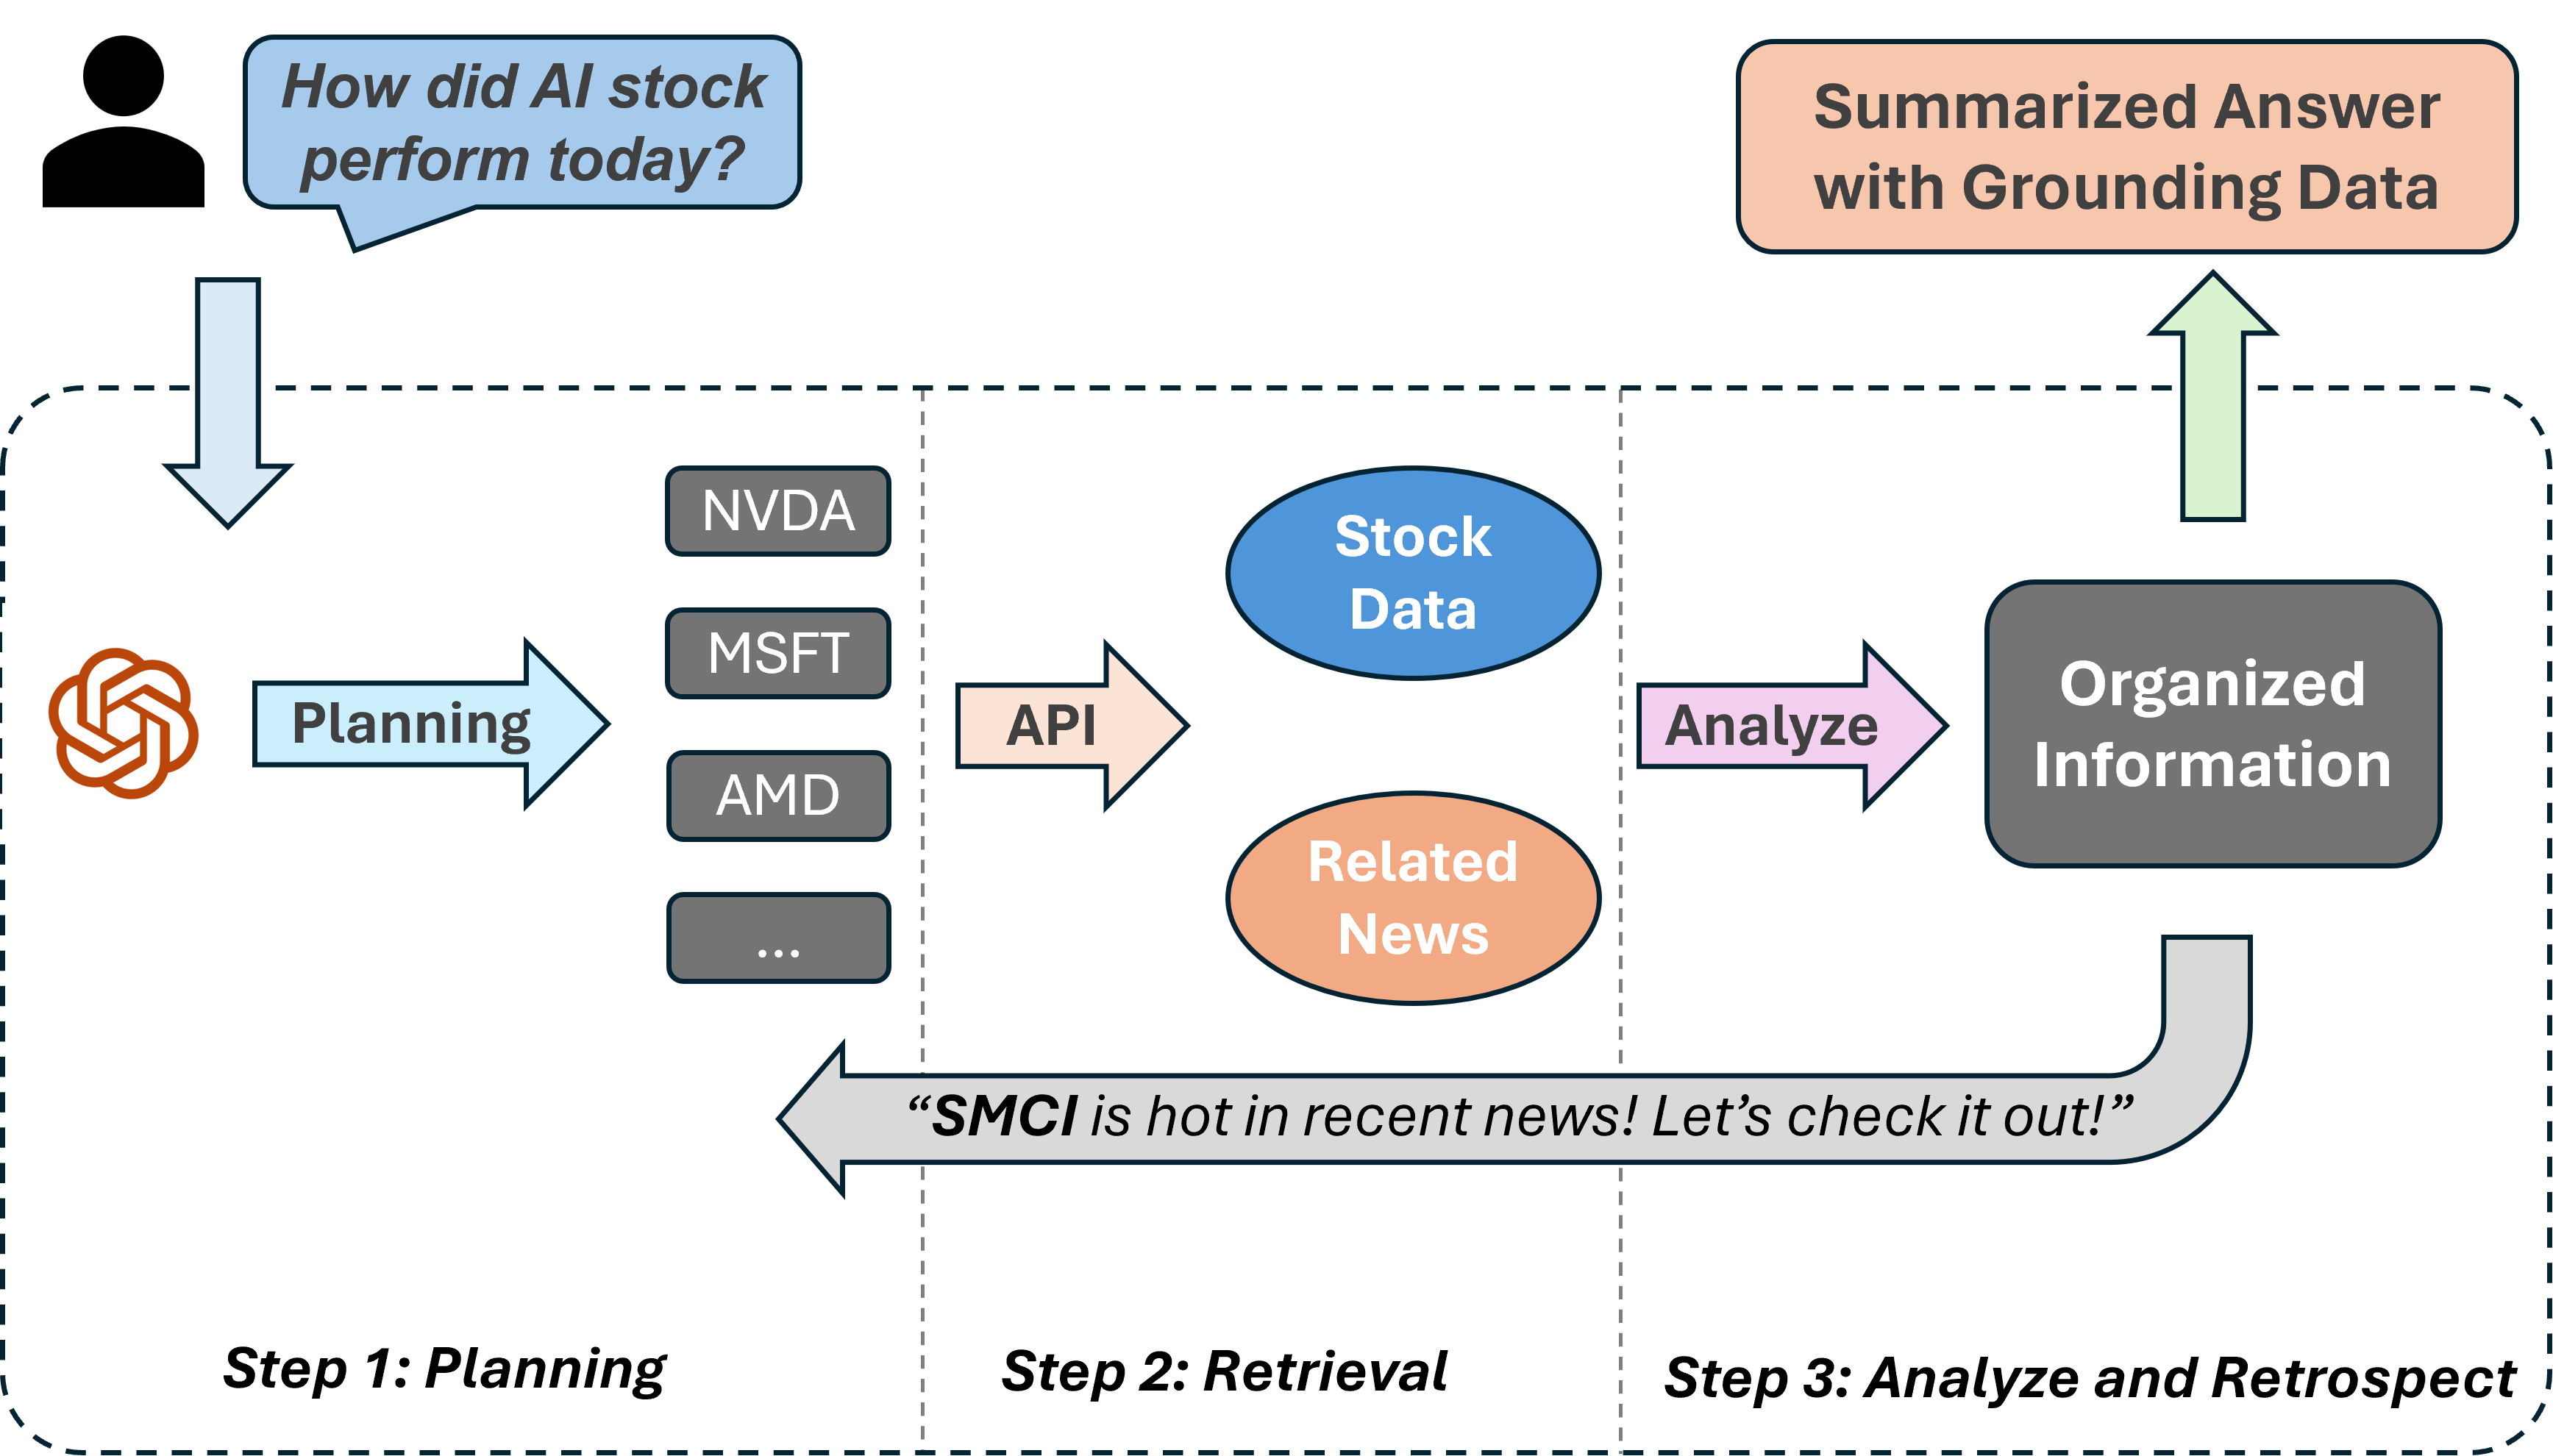 How did AI stock
perform today?
Summarized Answer
with Grounding Data
Planning
NVDA
MSFT
AMD
...
API
Stock
Data
Related
News
Analyze
Organized
Information
“SMCI is hot in recent news! Let’s check it out!”
Step 1: Planning
Step 2: Retrieval
Step 3: Analyze and Retrospect